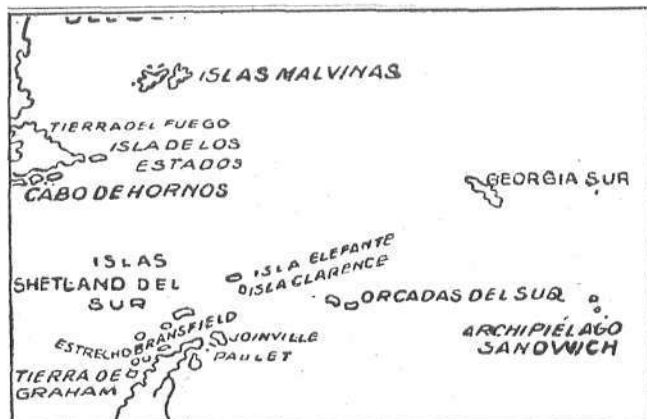 ISLAS MALVINAS
TIERRA DEL FUEGO
ISLA DE LOS
ESTADOS
CABO DE HORNOS
GEORGIA SUR
ISLAS
SHETLAND DEL
SUR
ISLA ELEFANTE
ISLA CLARENCE
ORCADAS DEL SUR
ARCHIPIÉLAGO
SANDWICH
ESTRELHO BRANSFIELD
JOINVILLE
PAULET
TIERRA DE
GRAHAM